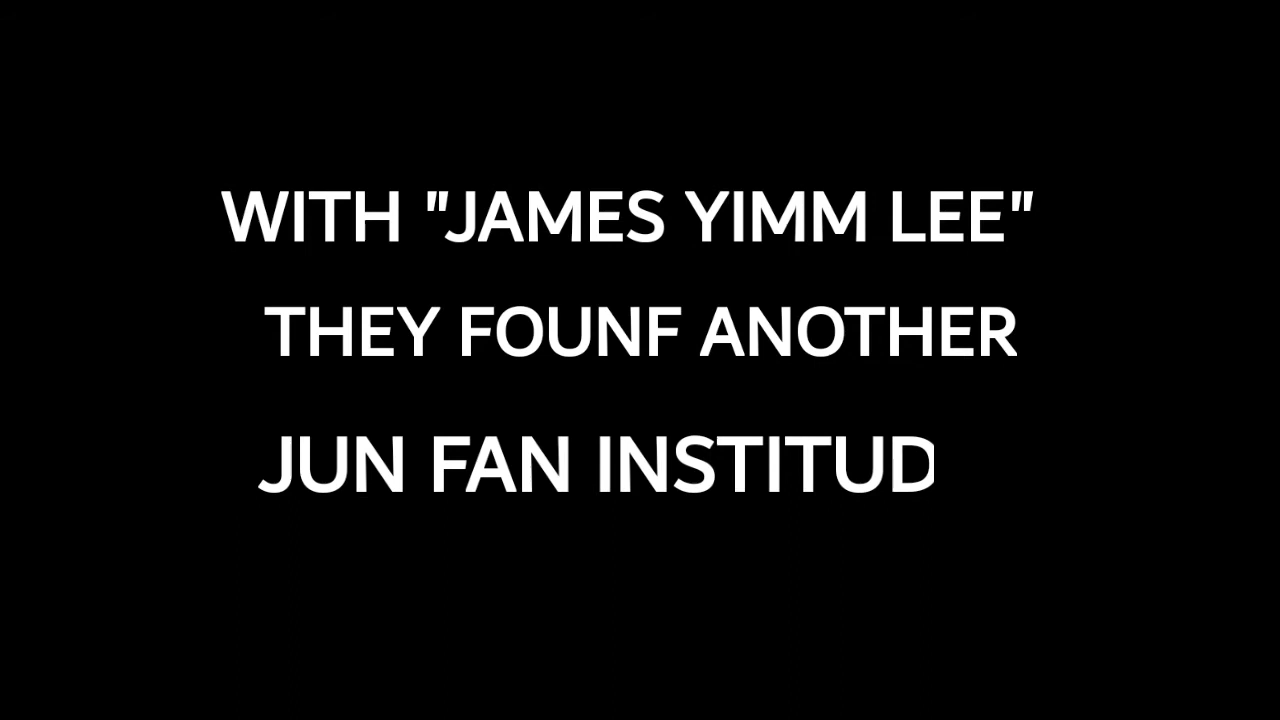 WITH "JAMES YIMM LEE"
THEY FOUNF ANOTHER
JUN FAN INSTITUD